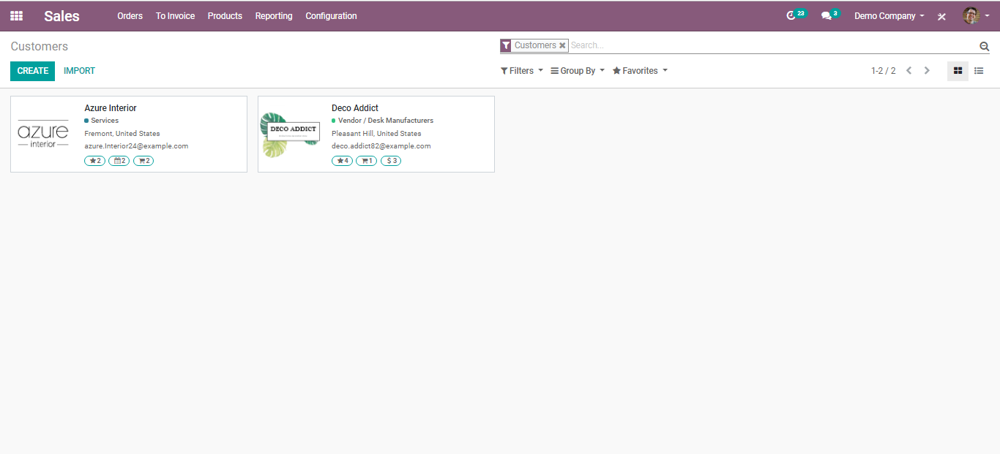 Sales Orders To Invoice Products Reporting Configuration 23 3 Demo Company
Customers
Customers Search...
CREATE IMPORT
Filters Group By Favorites 1-2 / 2
azure
interior
Azure Interior
Services
Fremont, United States
azure.Interior24@example.com
2 2 2
DECO ADDICT
Deco Addict
Vendor / Desk Manufacturers
Pleasant Hill, United States
deco.addict82@example.com
4 1 $ 3